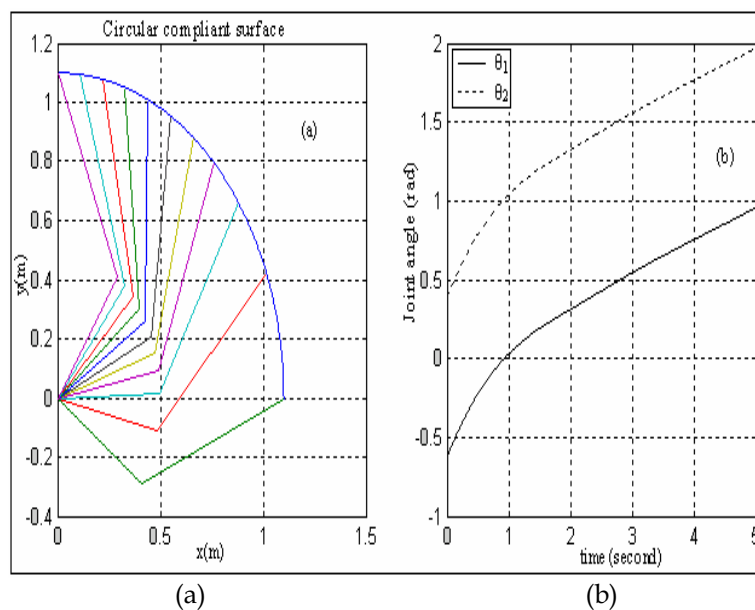 Circular compliant surface
1.2
1
0.8
0.6
0.4
0.2
0
-0.2
-0.4
y(m)
0
0.5
1
1.5
x(m)
(a)
2
1.5
1
0.5
0
-0.5
-1
Joint angle (rad)
θ1
θ2
(b)
0
1
2
3
4
5
time (second)
(a)
(b)